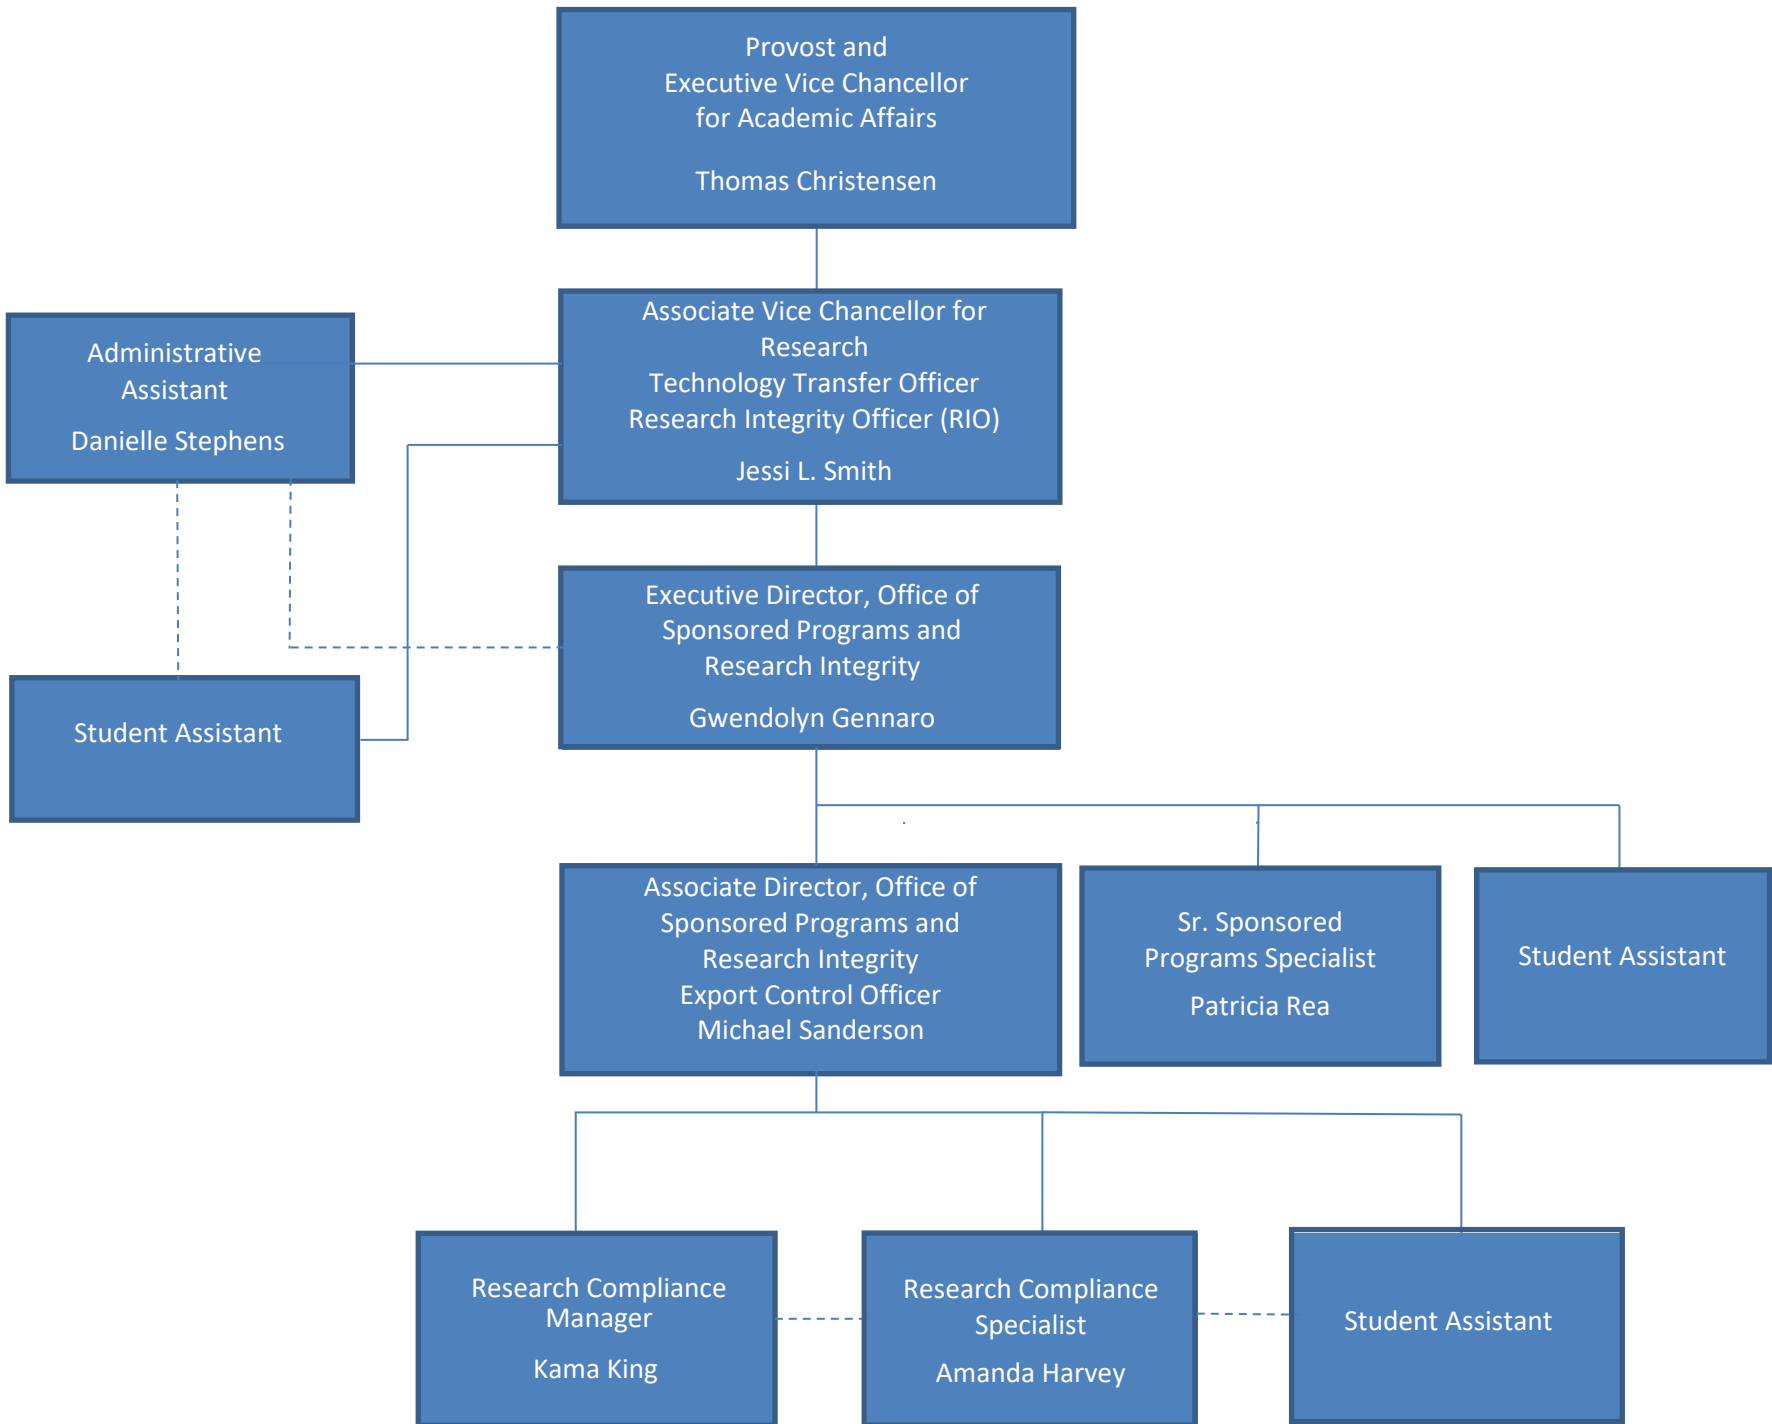 Provost and
Executive Vice Chancellor
for Academic Affairs
Thomas Christensen
Associate Vice Chancellor for
Research
Technology Transfer Officer
Research Integrity Officer (RIO)
Jessi L. Smith
Administrative
Assistant
Danielle Stephens
Executive Director, Office of
Sponsored Programs and
Research Integrity
Gwendolyn Gennaro
Student Assistant
Associate Director, Office of
Sponsored Programs and
Research Integrity
Export Control Officer
Michael Sanderson
Sr. Sponsored
Programs Specialist
Patricia Rea
Student Assistant
Research Compliance
Manager
Kama King
Research Compliance
Specialist
Amanda Harvey
Student Assistant